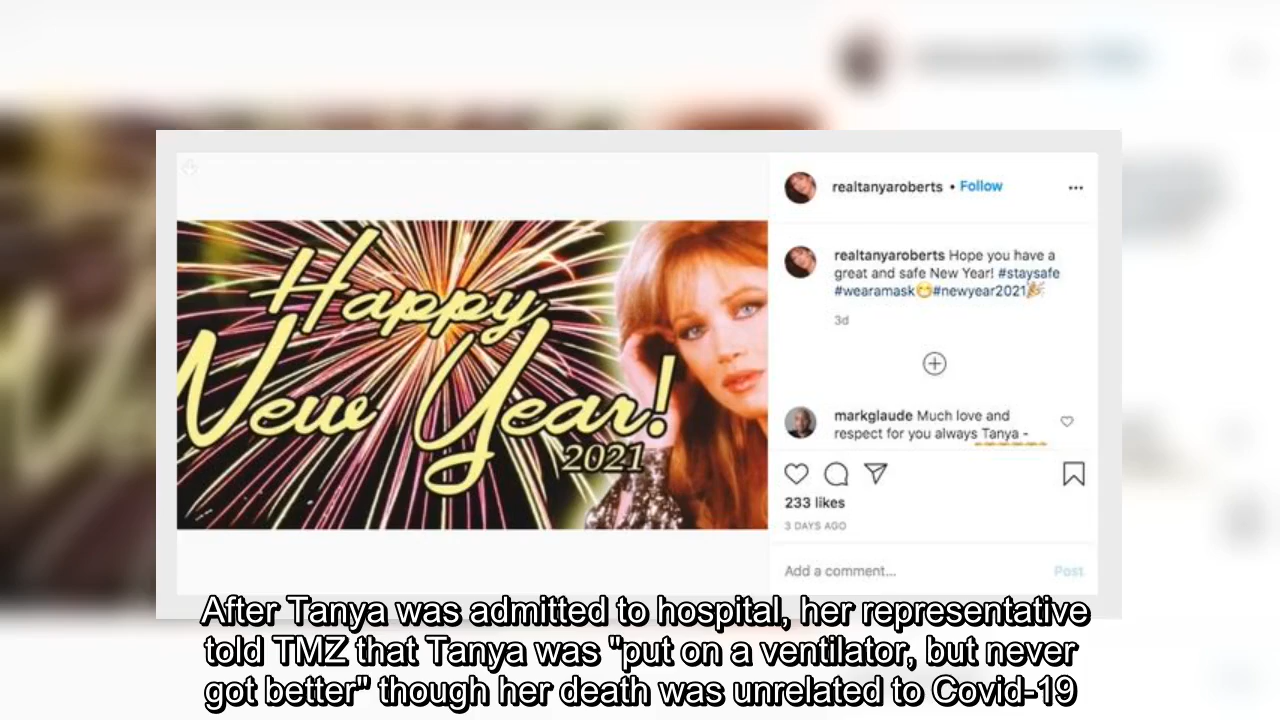 Happy
New Year!
2021
realtanyaroberts • Follow
realtanyaroberts Hope you have a
great and safe New Year! #staysafe
#wearamask😷#newyear2021🎉
3d
markglaude Much love and
respect for you always Tanya -
233 likes
3 DAYS AGO
Add a comment...
Post
After Tanya was admitted to hospital, her representative
told TMZ that Tanya was "put on a ventilator, but never
got better" though her death was unrelated to Covid-19